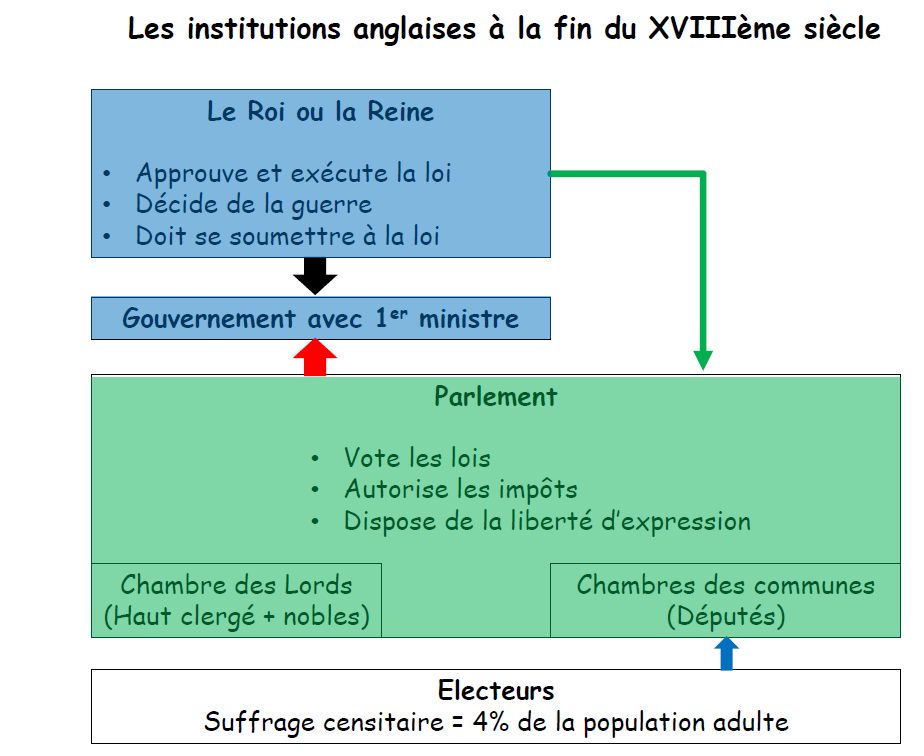 Les institutions anglaises à la fin du XVIIIème siècle
Le Roi ou la Reine
• Approuve et exécute la loi
• Décide de la guerre
• Doit se soumettre à la loi
Gouvernement avec 1er ministre
Parlement
• Vote les lois
• Autorise les impôts
• Dispose de la liberté d’expression
Chambre des Lords
(Haut clergé + nobles)
Chambres des communes
(Députés)
Electeurs
Suffrage censitaire = 4% de la population adulte